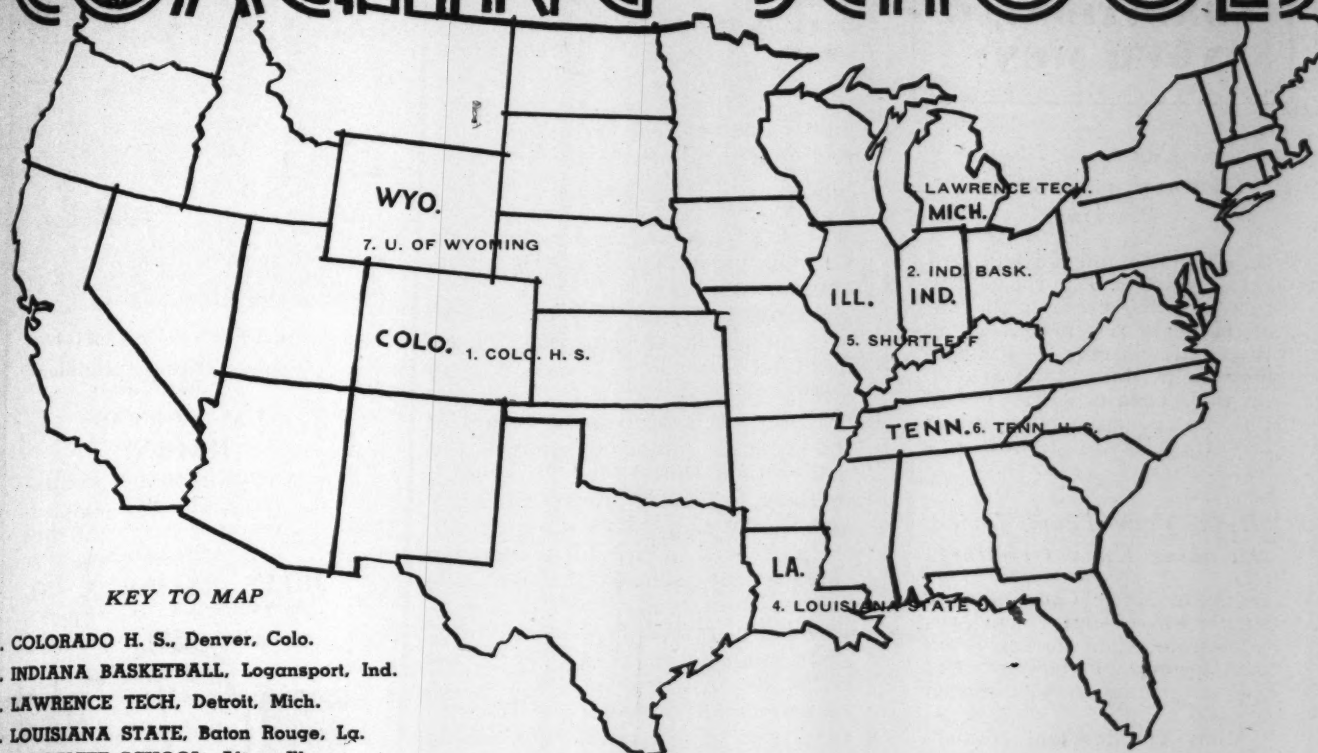 COACHING SCHOOLS
WYO.
7. U. OF WYOMING
LAWRENCE TECH.
MICH.
2. IND. BASK.
IND.
ILL.
5. SHURTLEFF
COLO.
1. COLO. H. S.
TENN.
6. TENN. H. S.
LA.
4. LOUISIANA STATE U.
KEY TO MAP
. COLORADO H. S., Denver, Colo.
. INDIANA BASKETBALL, Logansport, Ind.
. LAWRENCE TECH, Detroit, Mich.
. LOUISIANA STATE, Baton Rouge, La.